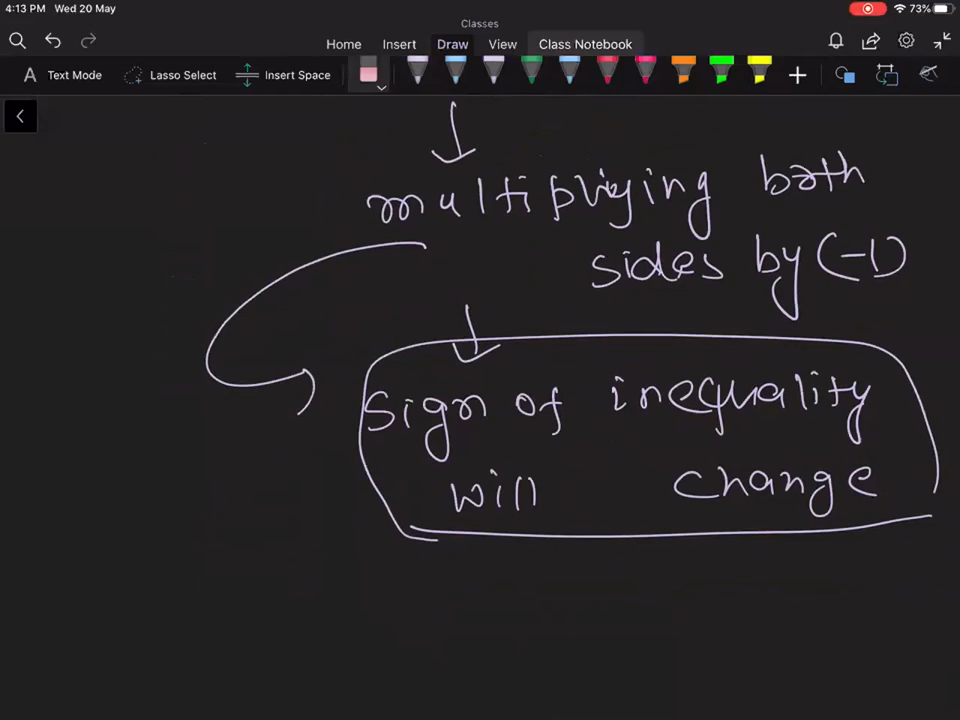 4:13 PM Wed 20 May
73%
Classes
Home Insert Draw View Class Notebook
A Text Mode Lasso Select Insert Space
multiplying both
sides by (-1)
Sign of inequality
will change